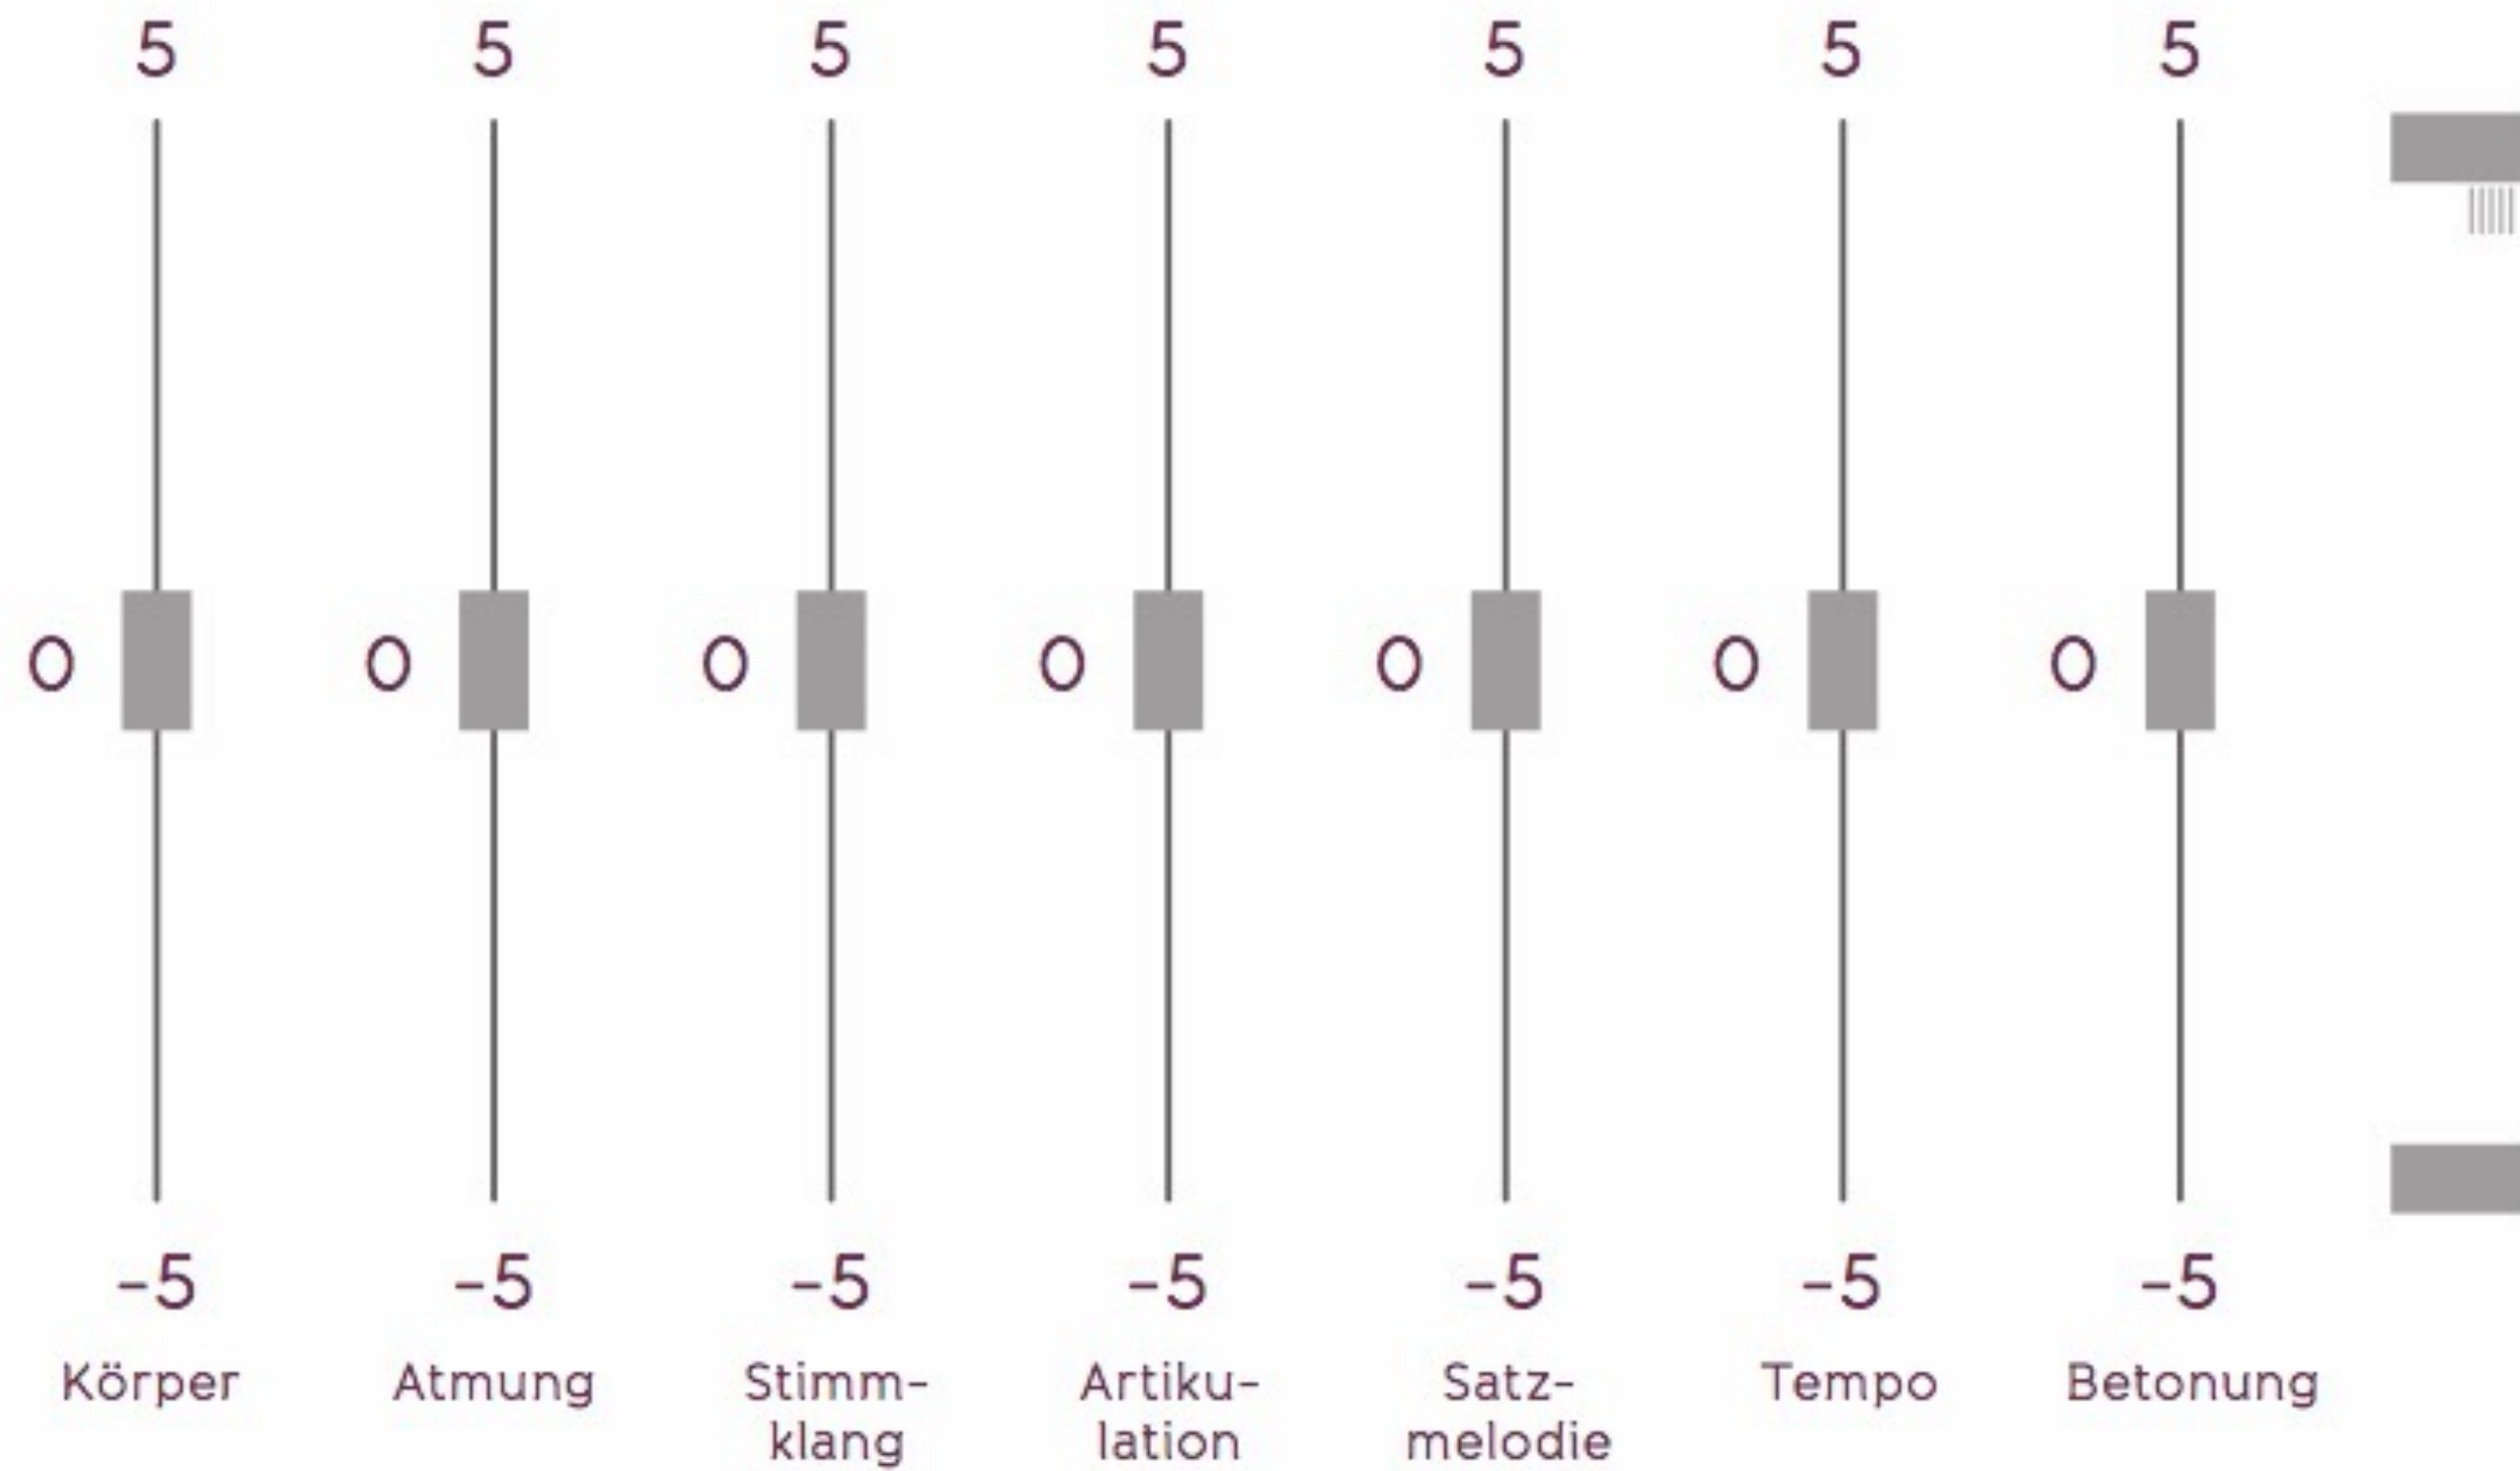 5 5 5 5 5 5 5
0 0 0 0 0 0 0
-5 -5 -5 -5 -5 -5 -5
Körper Atmung Stimm- Artiku- Satz- Tempo Betonung
klang lation melodie